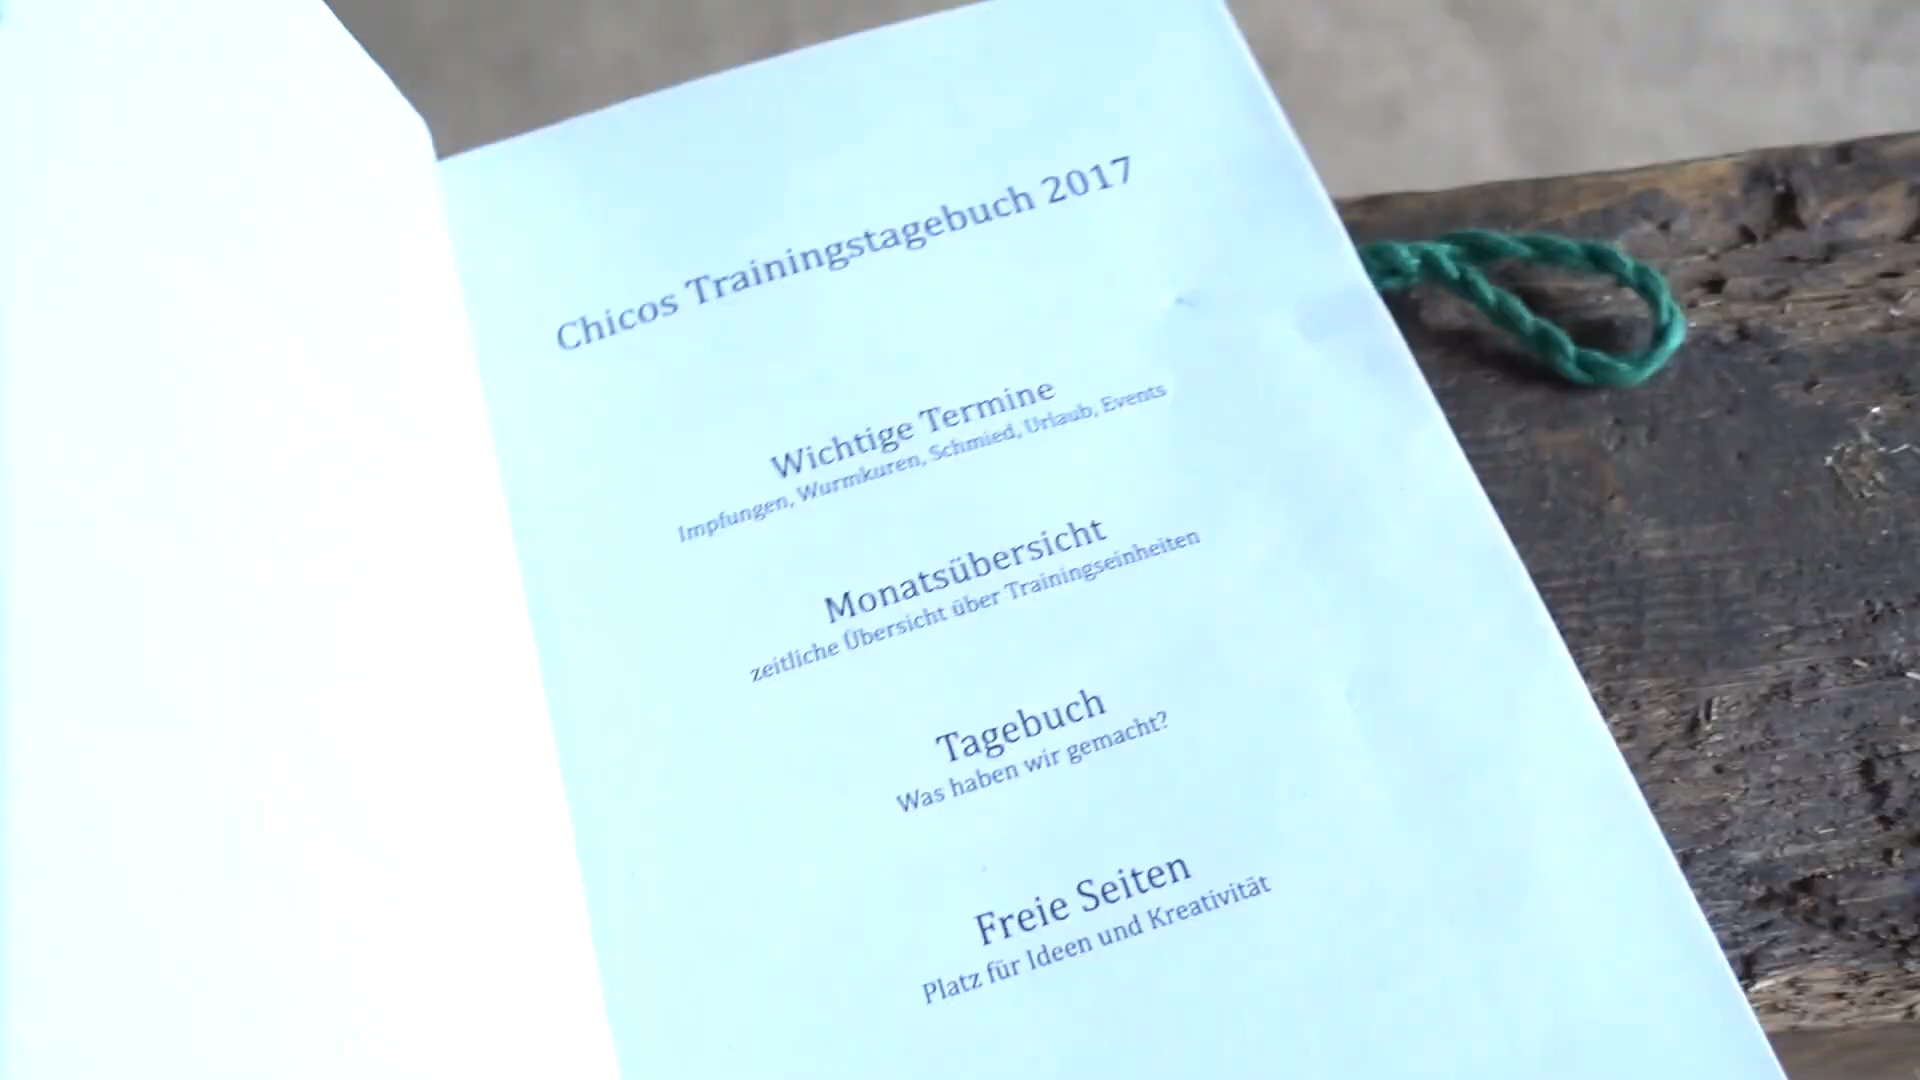 Chicos Trainingstagebuch 2017
Wichtige Termine
Impfungen, Wurmkuren, Schmied, Urlaub, Events
Monatsübersicht
zeitliche Übersicht über Trainingseinheiten
Tagebuch
Was haben wir gemacht?
Freie Seiten
Platz für Ideen und Kreativität